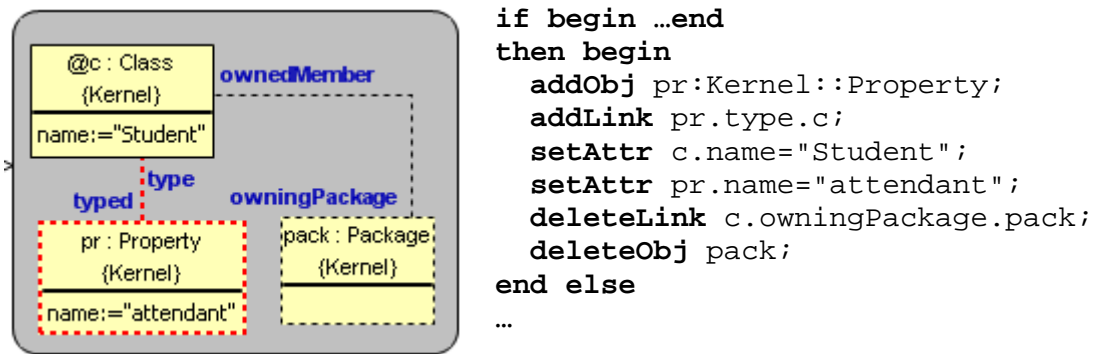 @c : Class
{Kernel}
name:="Student"
ownedMember
type
typed
owningPackage
pr : Property
{Kernel}
name:="attendant"
pack : Package
{Kernel}
if begin …end
then begin
addObj pr:Kernel::Property;
addLink pr.type.c;
setAttr c.name="Student";
setAttr pr.name="attendant";
deleteLink c.owningPackage.pack;
deleteObj pack;
end else
…